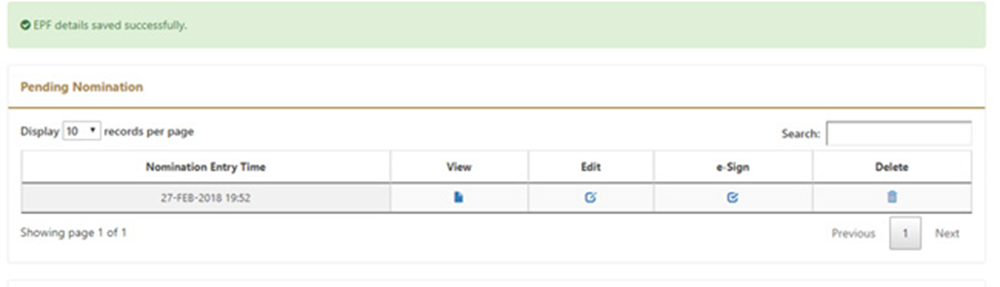 EPF details saved successfully.
Pending Nomination
Display 10 records per page
Search:
Nomination Entry Time View Edit e-Sign Delete
27-FEB-2018 19:52
Showing page 1 of 1
Previous 1 Next